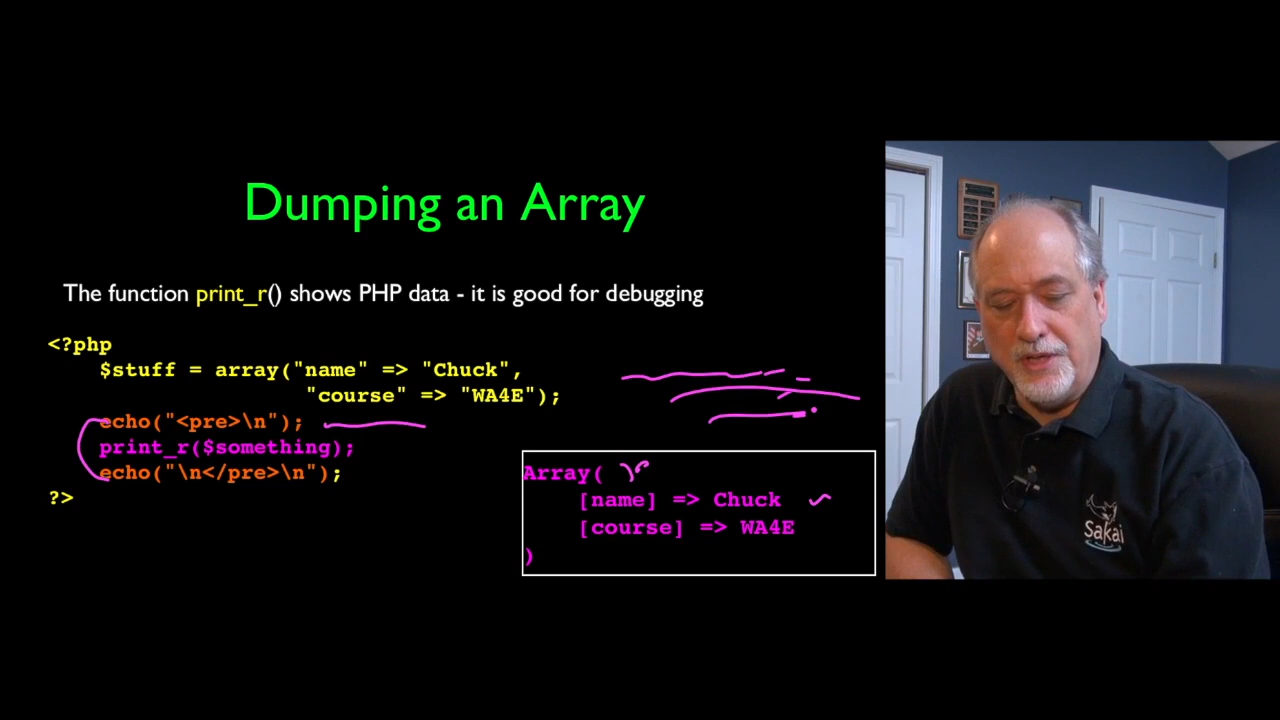 Dumping an Array
The function print_r() shows PHP data - it is good for debugging
<?php
$stuff = array("name" => "Chuck",
"course" => "WA4E");
echo("<pre>\n");
print_r($something);
echo("\n</pre>\n");
?>
Array(
[name] => Chuck
[course] => WA4E
)
Sakai